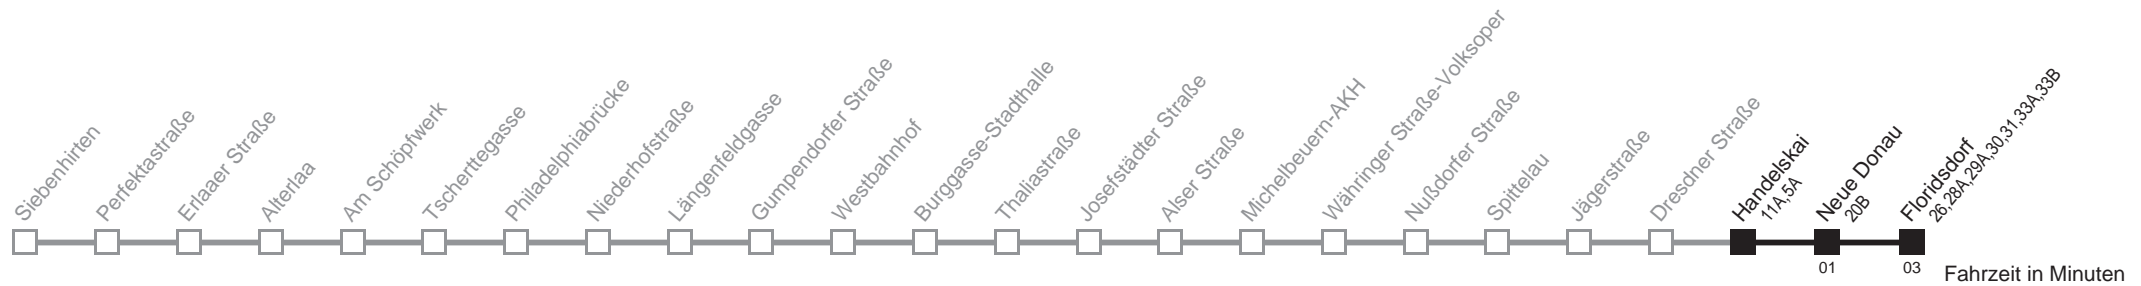 Siebenhirten
Perfektastraße
Erlaaer Straße
Alterlaa
Am Schöpfwerk
Tscherttegasse
Philadelphiabrücke
Niederhofstraße
Längenfeldgasse
Gumpendorfer Straße
Westbahnhof
Burggasse-Stadthalle
Thaliastraße
Josefstädter Straße
Alser Straße
Michelbeuern-AKH
Währinger Straße-Volksoper
Nußdorfer Straße
Spittelau
Jägerstraße
Dresdner Straße
Handelskai
11A,5A
Neue Donau
20B
Floridsdorf
26,28A,29A,30,31,33A,33B
01
03
Fahrzeit in Minuten